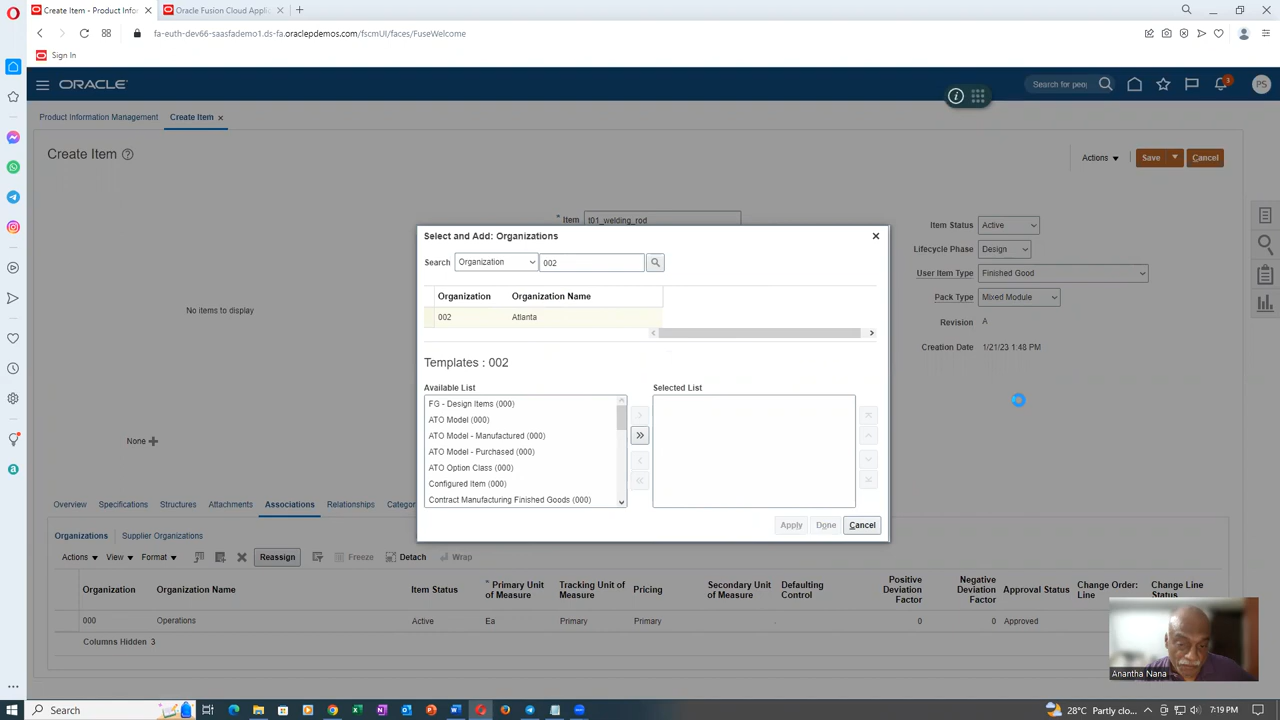 Create Item - Product Infor
Oracle Fusion Cloud Applic
fa-euth-dev66-saasfademo1.ds-fa.oraclepdemos.com/fscmUI/faces/FuseWelcome
Sign In
ORACLE
Search for peo
3
PS
Product Information Management
Create Item
Create Item
Actions
Save
Cancel
* Item t01_welding_rod
Item Status Active
Lifecycle Phase Design
User Item Type Finished Good
Pack Type Mixed Module
Revision A
Creation Date 1/21/23 1:48 PM
No items to display
None
Select and Add: Organizations
Search Organization 002
Organization Organization Name
002 Atlanta
Templates : 002
Available List
Selected List
FG - Design Items (000)
ATO Model (000)
ATO Model - Manufactured (000)
ATO Model - Purchased (000)
ATO Option Class (000)
Configured Item (000)
Contract Manufacturing Finished Goods (000)
Apply Done Cancel
Overview Specifications Structures Attachments Associations Relationships Categor
Organizations Supplier Organizations
Actions View Format Reassign Freeze Detach Wrap
Organization
Organization Name
Item Status
* Primary Unit of Measure
Tracking Unit of Measure
Pricing
Secondary Unit of Measure
Defaulting Control
Positive Deviation Factor
Negative Deviation Factor
Approval Status
Change Order: Line
Change Line Status
000 Operations Active Ea Primary Primary 0 0 Approved
Columns Hidden 3
Anantha Nana
Search
28°C Partly clo...
7:19 PM